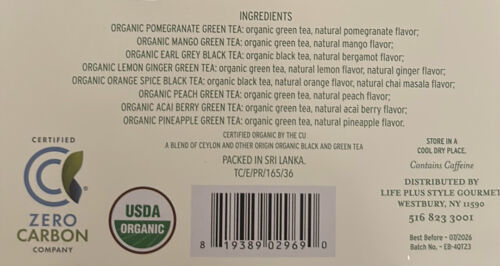 INGREDIENTS
ORGANIC POMEGRANATE GREEN TEA: organic green tea, natural pomegranate flavor;
ORGANIC MANGO GREEN TEA: organic green tea, natural mango flavor;
ORGANIC EARL GREY BLACK TEA: organic black tea, natural bergamot flavor;
ORGANIC LEMON GINGER GREEN TEA: organic green tea, natural lemon flavor, natural ginger flavor;
ORGANIC ORANGE SPICE BLACK TEA: organic black tea, natural orange flavor, natural chai masala flavor;
ORGANIC PEACH GREEN TEA: organic green tea, natural peach flavor;
ORGANIC ACAI BERRY GREEN TEA: organic green tea, natural acai berry flavor;
ORGANIC PINEAPPLE GREEN TEA: organic green tea, natural pineapple flavor.
CERTIFIED ORGANIC BY THE CU
A BLEND OF CEYLON AND OTHER ORIGIN ORGANIC BLACK AND GREEN TEA
PACKED IN SRI LANKA.
TC/E/PR/165/36
CERTIFIED
ZERO
CARBON
COMPANY
USDA
ORGANIC
8 19389 02969 0
STORE IN A
COOL DRY PLACE.
Contains Caffeine
DISTRIBUTED BY
LIFE PLUS STYLE GOURMET
WESTBURY, NY 11590
516 823 3001
Best Before - 07/2026
Batch No. - EB-40T23